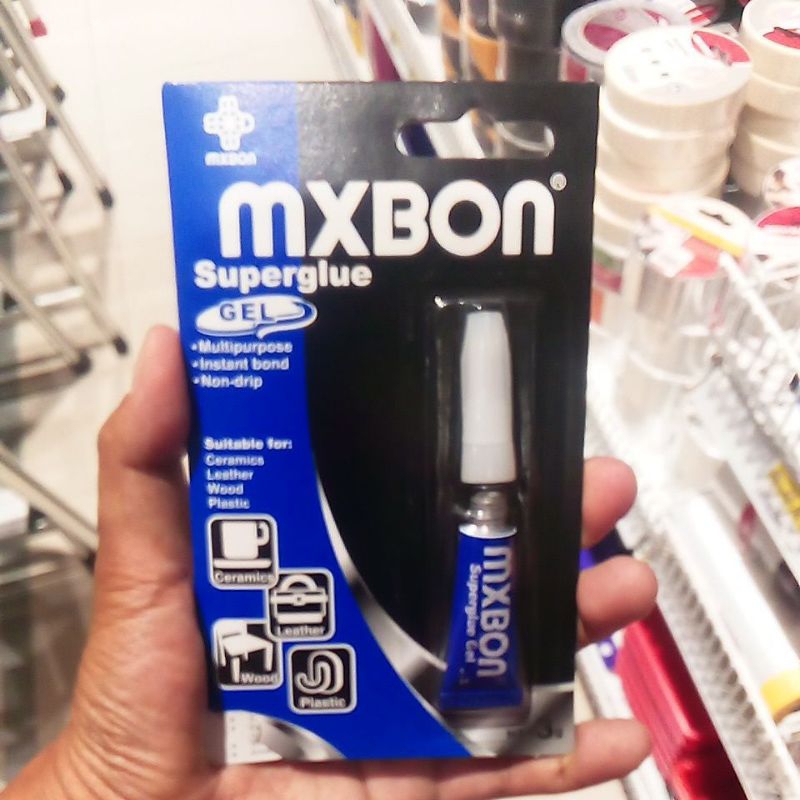 mxBon
mxBon®
Superglue
GEL
•Multipurpose
•Instant bond
•Non-drip
Suitable for:
Ceramics
Leather
Wood
Plastic
Ceramics
Leather
Wood
Plastic
mxBon
Superglue Gel
3g